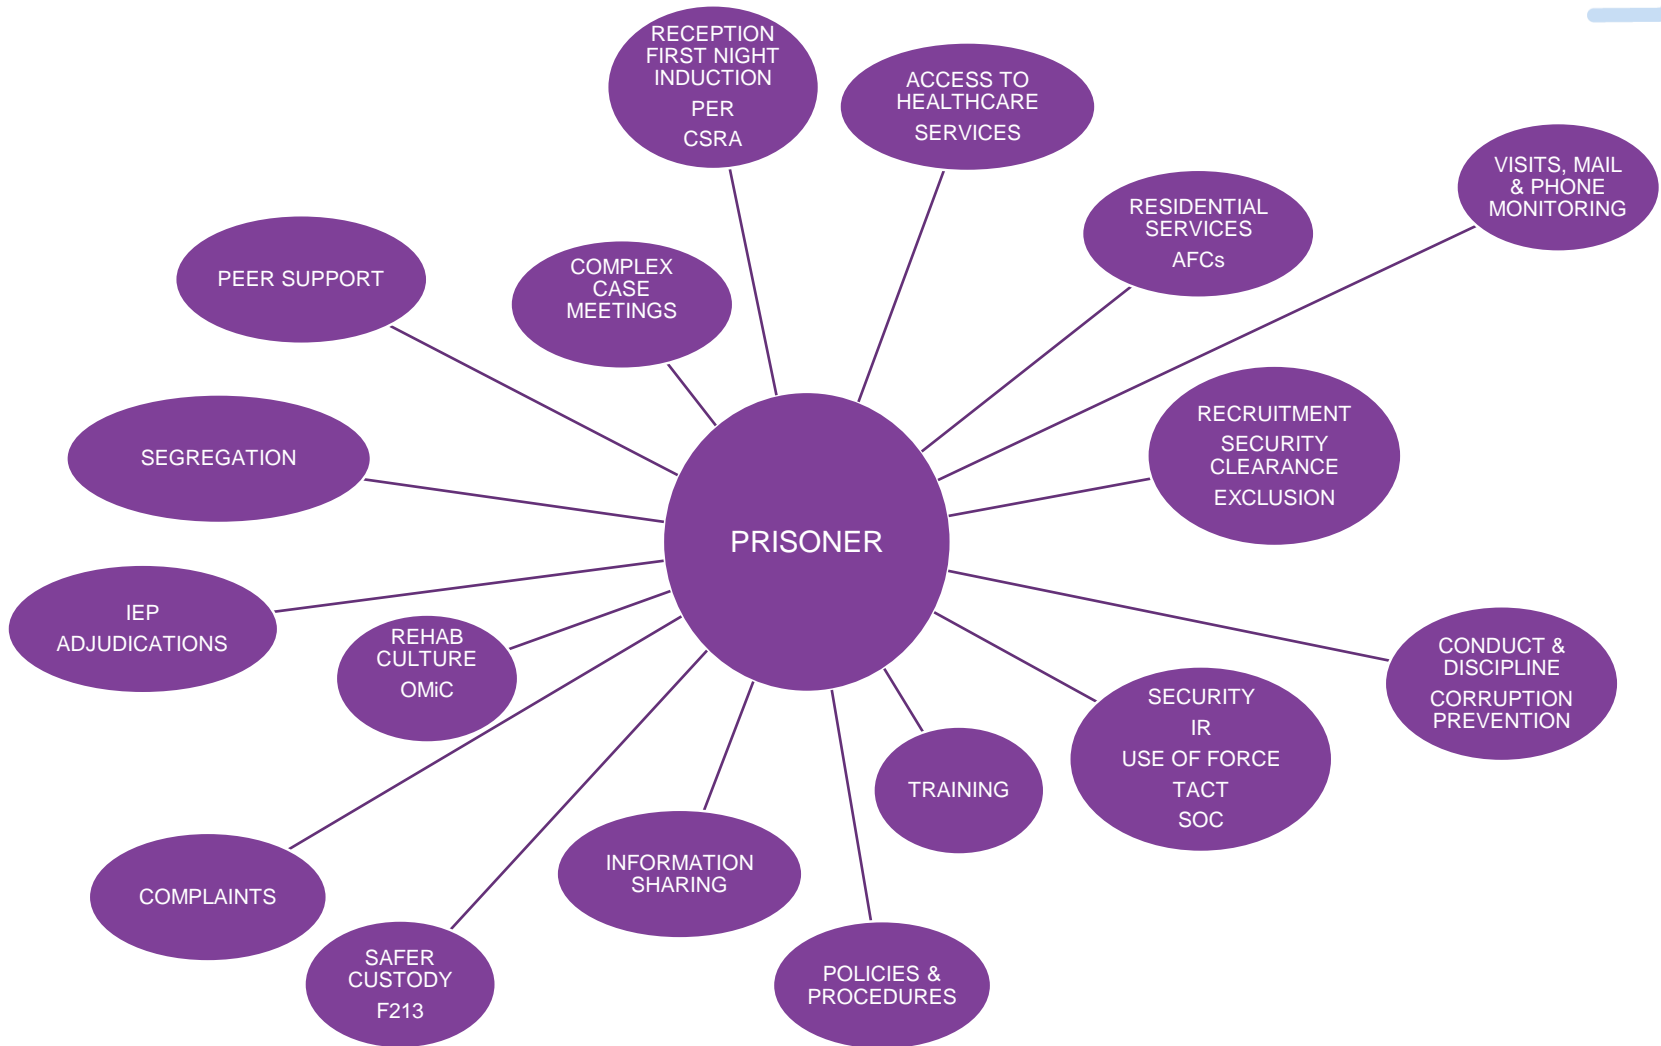 RECEPTION
FIRST NIGHT
INDUCTION
PER
CSRA
ACCESS TO
HEALTHCARE
SERVICES
VISITS, MAIL
& PHONE
MONITORING
RESIDENTIAL
SERVICES
AFCs
PEER SUPPORT
COMPLEX
CASE
MEETINGS
RECRUITMENT
SECURITY
CLEARANCE
EXCLUSION
SEGREGATION
PRISONER
IEP
ADJUDICATIONS
REHAB
CULTURE
OMiC
CONDUCT &
DISCIPLINE
CORRUPTION
PREVENTION
SECURITY
IR
USE OF FORCE
TACT
SOC
TRAINING
INFORMATION
SHARING
COMPLAINTS
SAFER
CUSTODY
F213
POLICIES &
PROCEDURES